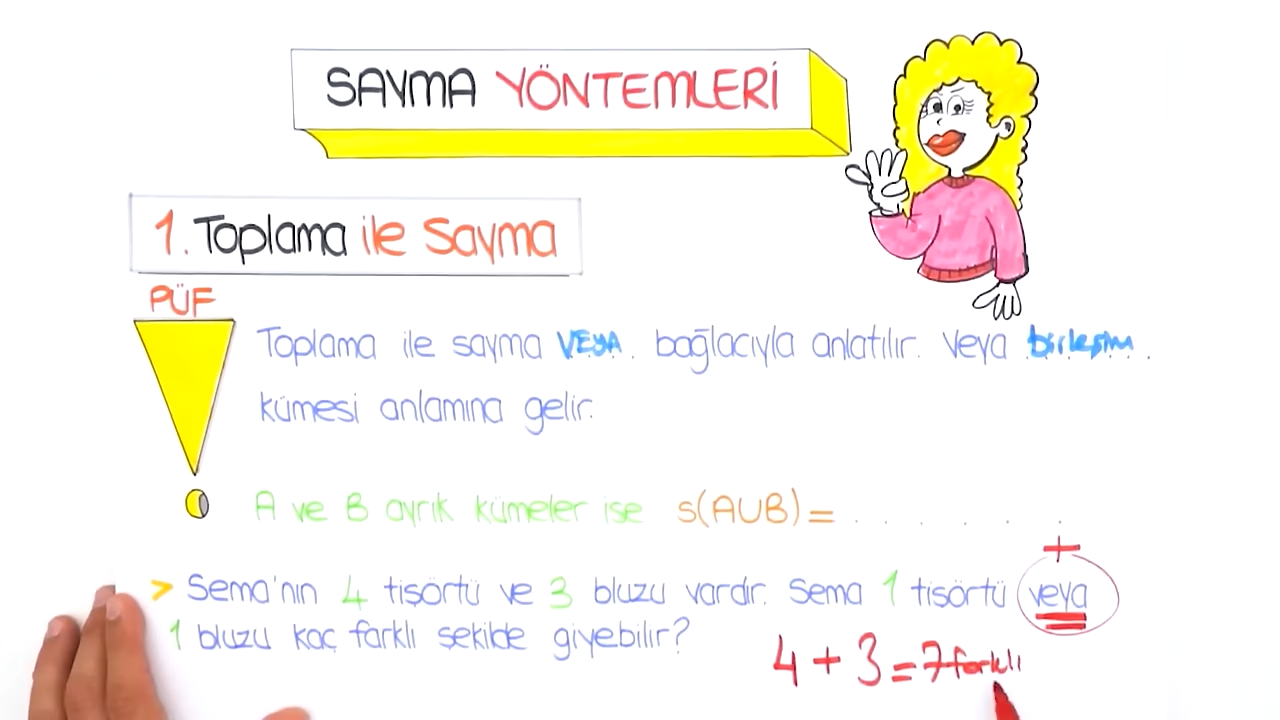 SAYMA YÖNTEMLERİ
1. Toplama ile Sayma
PÜF
Toplama ile sayma VEYA. bağlacıyla anlatılır. Veya birleşim.
kümesi anlamına gelir.
A ve B ayrık kümeler ise s(AUB) = . . . . . .
+
> Sema'nın 4 tişörtü ve 3 bluzu vardır. Sema 1 tişörtü veya
1 bluzu kaç farklı şekilde giyebilir?
4 + 3 = 7 farklı